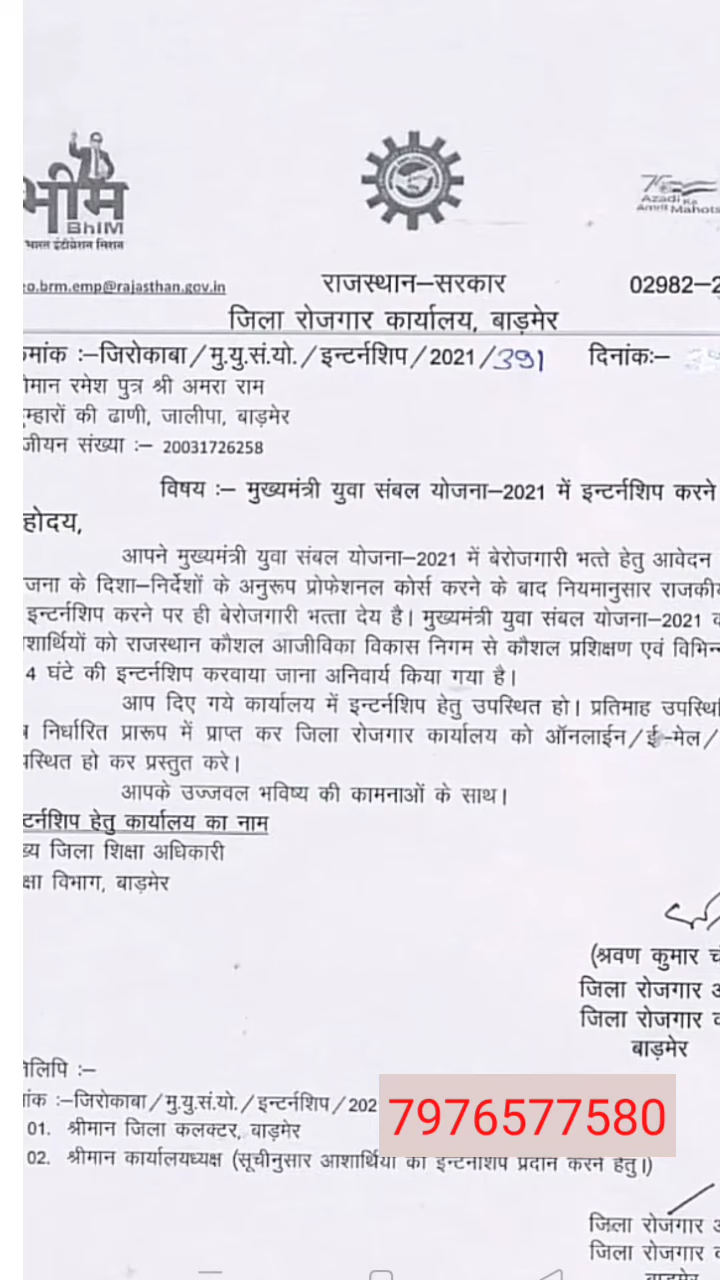 भीम
BhIM
भारत इंटीग्रेशन मिशन
Azadi Ka
Amrit Mahots
o.brm.emp@rajasthan.gov.in
राजस्थान–सरकार
02982–2
जिला रोजगार कार्यालय, बाड़मेर
मांक :–जिरोकाबा/मु.यु.सं.यो./इन्टर्नशिप/2021/391 दिनांकः–
मान रमेश पुत्र श्री अमरा राम
म्हारों की ढाणी, जालीपा, बाड़मेर
जीयन संख्या :– 20031726258
विषय :– मुख्यमंत्री युवा संबल योजना–2021 में इन्टर्नशिप करने
होदय,
आपने मुख्यमंत्री युवा संबल योजना–2021 में बेरोजगारी भत्ते हेतु आवेदन
जना के दिशा–निर्देशों के अनुरूप प्रोफेशनल कोर्स करने के बाद नियमानुसार राजकीय
इन्टर्नशिप करने पर ही बेरोजगारी भत्ता देय है। मुख्यमंत्री युवा संबल योजना–2021
शार्थियों को राजस्थान कौशल आजीविका विकास निगम से कौशल प्रशिक्षण एवं विभिन्न
4 घंटे की इन्टर्नशिप करवाया जाना अनिवार्य किया गया है।
आप दिए गये कार्यालय में इन्टर्नशिप हेतु उपस्थित हो। प्रतिमाह उपस्थि
निर्धारित प्रारूप में प्राप्त कर जिला रोजगार कार्यालय को ऑनलाईन/ई–मेल/
स्थित हो कर प्रस्तुत करे।
आपके उज्जवल भविष्य की कामनाओं के साथ।
टर्नशिप हेतु कार्यालय का नाम
ख्य जिला शिक्षा अधिकारी
क्षा विभाग, बाड़मेर
(श्रवण कुमार चौ
जिला रोजगार अ
जिला रोजगार क
बाड़मेर
लिपि :–
ांक :–जिरोकाबा/मु.यु.सं.यो./इन्टर्नशिप/202
7976577580
01. श्रीमान जिला कलक्टर, बाड़मेर
02. श्रीमान कार्यालयध्यक्ष (सूचीनुसार आशार्थियों को इन्टर्नशिप प्रदान करने हेतु।)
जिला रोजगार अ
जिला रोजगार क
बाड़मेर